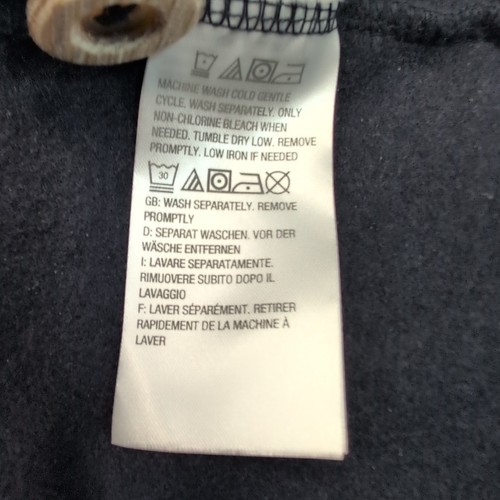 MACHINE WASH COLD GENTLE
CYCLE. WASH SEPARATELY. ONLY
NON-CHLORINE BLEACH WHEN
NEEDED. TUMBLE DRY LOW. REMOVE
PROMPTLY. LOW IRON IF NEEDED
30
GB: WASH SEPARATELY. REMOVE
PROMPTLY
D: SEPARAT WASCHEN. VOR DER
WÄSCHE ENTFERNEN
I: LAVARE SEPARATAMENTE.
RIMUOVERE SUBITO DOPO IL
LAVAGGIO
F: LAVER SÉPARÉMENT. RETIRER
RAPIDEMENT DE LA MACHINE À
LAVER